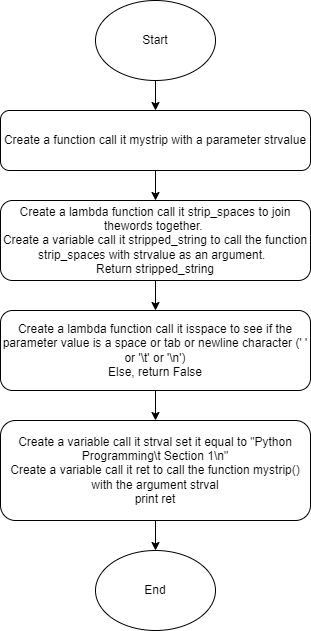 Start
Create a function call it mystrip with a parameter strvalue
Create a lambda function call it strip_spaces to join
thewords together.
Create a variable call it stripped_string to call the function
strip_spaces with strvalue as an argument.
Return stripped_string
Create a lambda function call it isspace to see if the
parameter value is a space or tab or newline character (' '
or '\t' or '\n')
Else, return False
Create a variable call it strval set it equal to "Python
Programming\t Section 1\n"
Create a variable call it ret to call the function mystrip()
with the argument strval
print ret
End